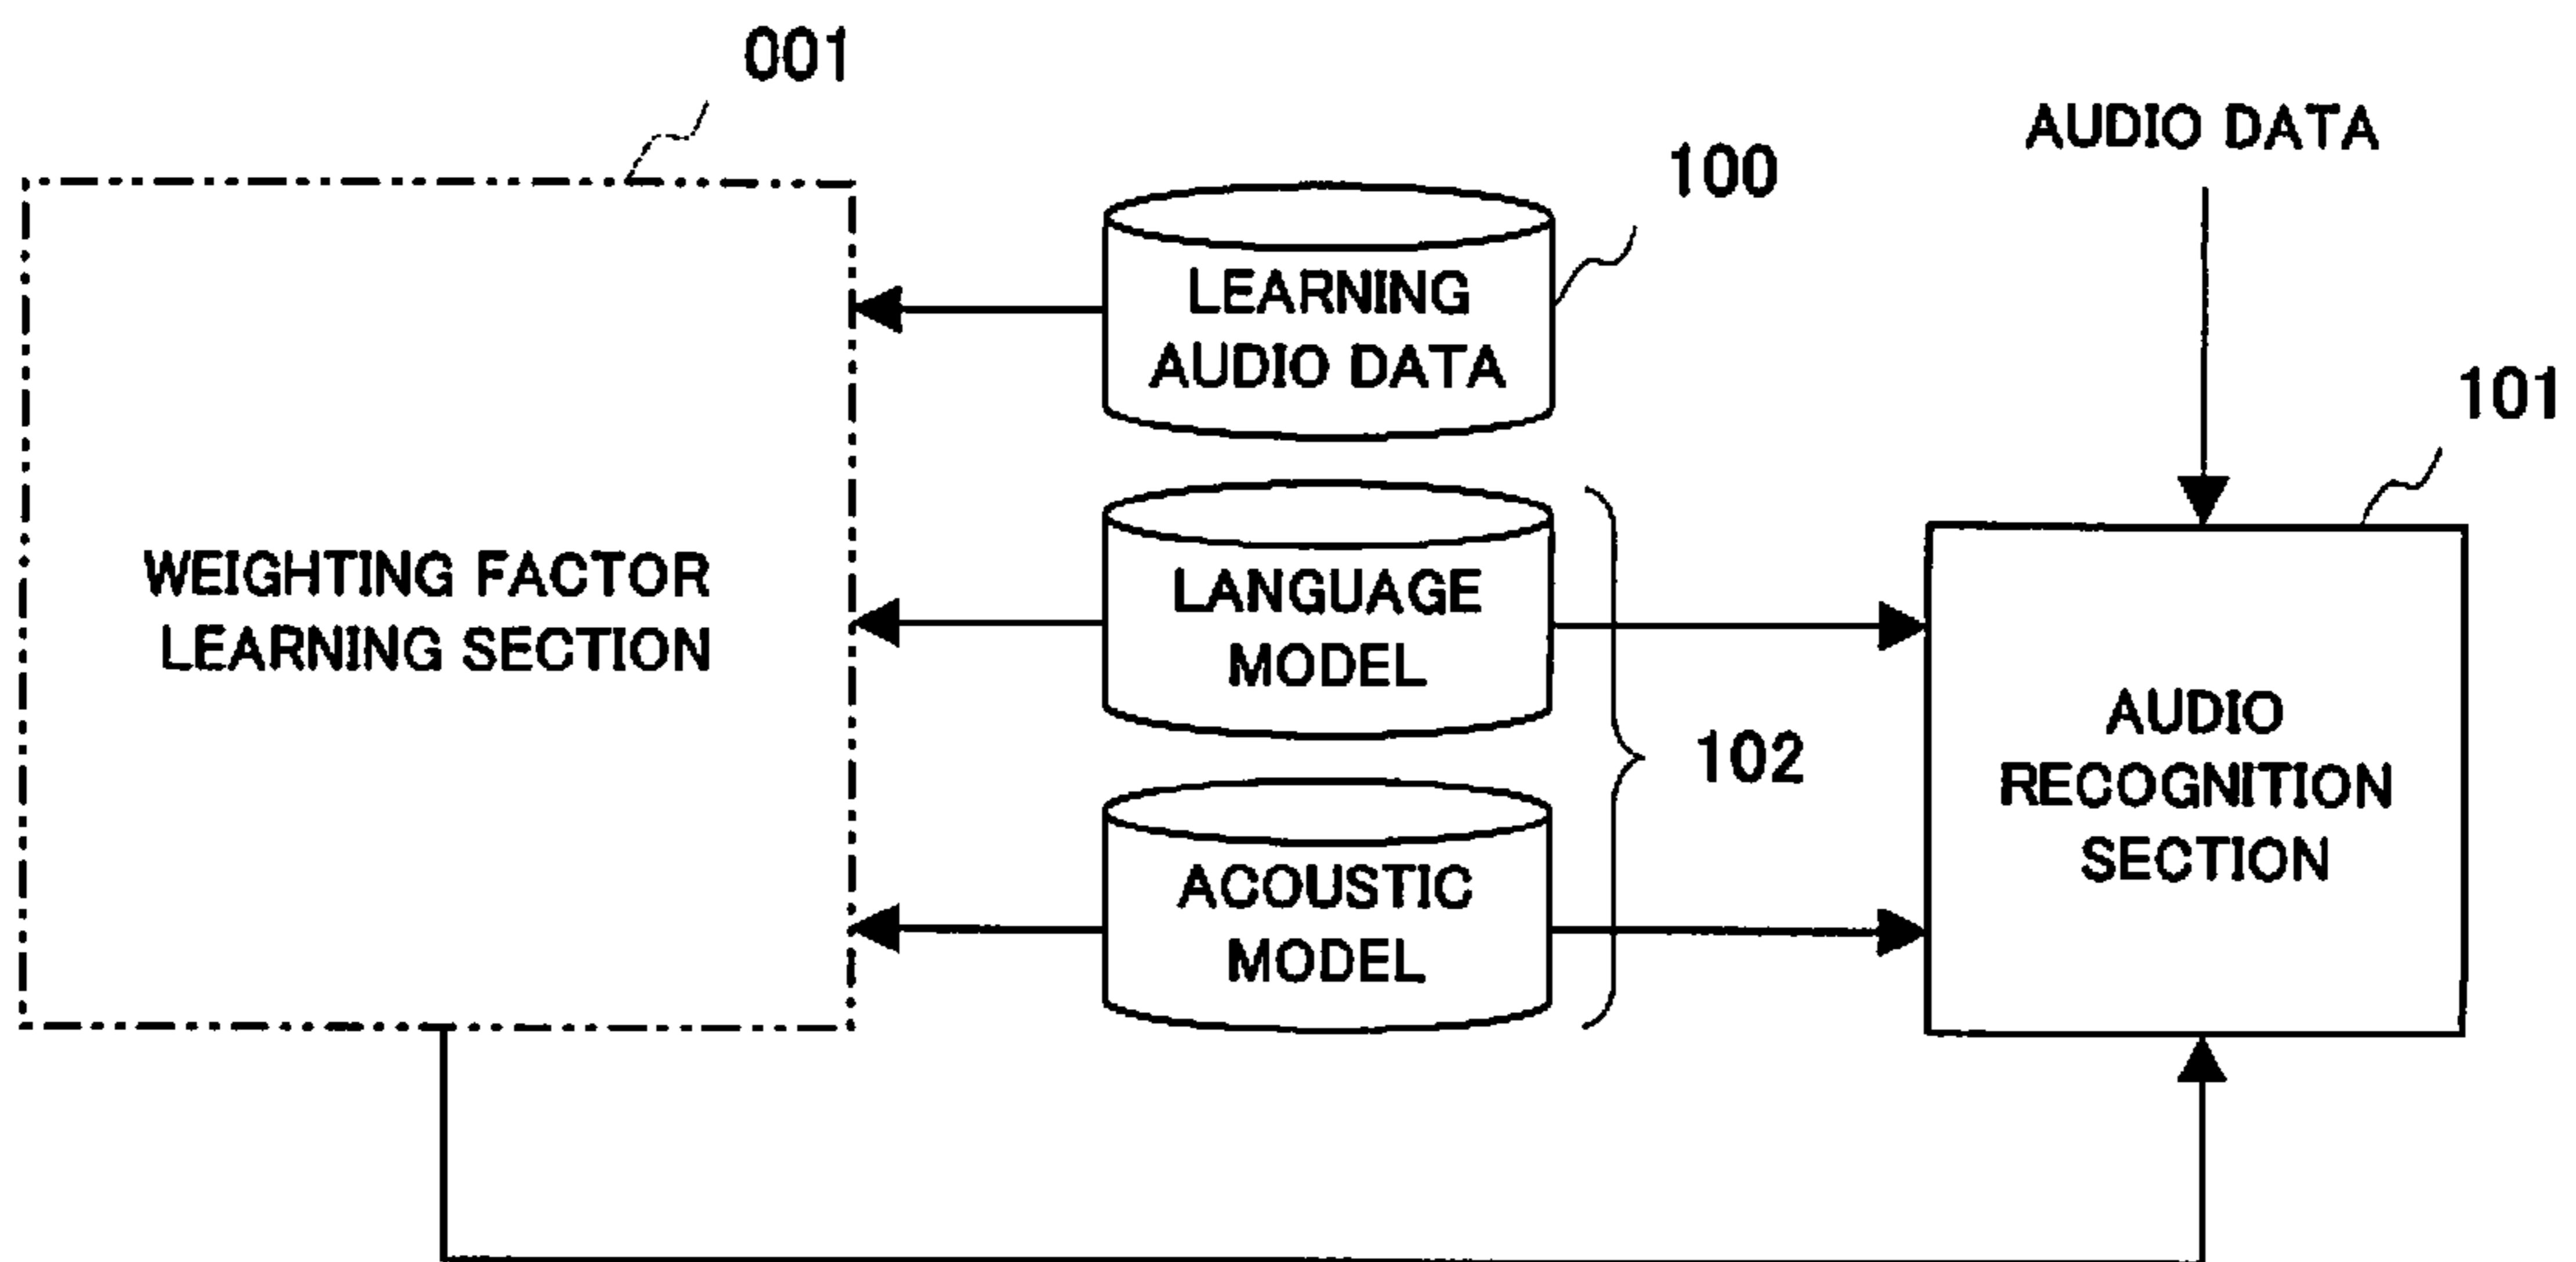 001
AUDIO DATA
100
LEARNING
AUDIO DATA
101
WEIGHTING FACTOR
LEARNING SECTION
LANGUAGE
MODEL
102
AUDIO
RECOGNITION
SECTION
ACOUSTIC
MODEL